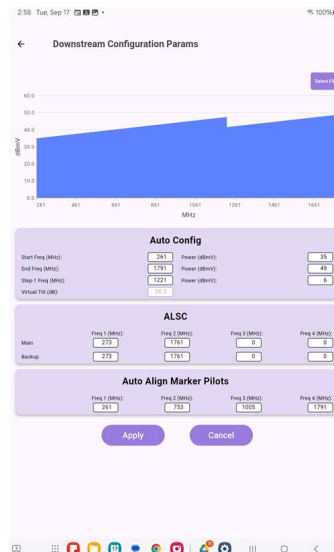 2:58 Tue, Sep 17
100%
← Downstream Configuration Params
Select
60.0
50.0
40.0
30.0
20.0
10.0
0.0
dBmV
261 461 661 861 1061 1261 1461 1661
MHz
Auto Config
Start Freq (MHz): 261 Power (dBmV): 35
End Freq (MHz): 1791 Power (dBmV): 49
Step-1 Freq (MHz): 1221 Power (dBmV): 6
Virtual Tilt (dB): 20.0
ALSC
Freq 1 (MHz): Freq 2 (MHz): Freq 3 (MHz): Freq 4 (MHz):
Main 273 1761 0 0
Backup 273 1761 0 0
Auto Align Marker Pilots
Freq 1 (MHz): Freq 2 (MHz): Freq 3 (MHz): Freq 4 (MHz):
261 753 1005 1791
Apply Cancel